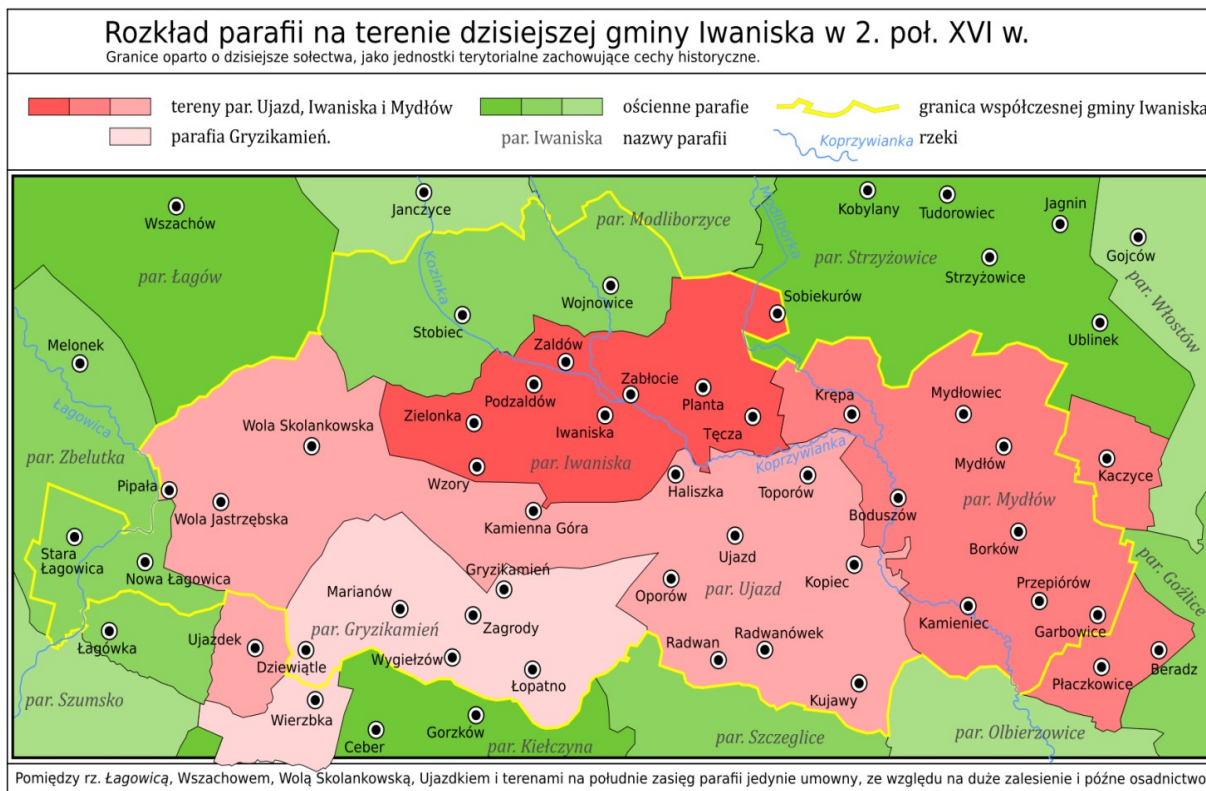 Rozkład parafii na terenie dzisiejszej gminy Iwaniska w 2. poł. XVI w.
Granice oparto o dzisiejsze sołectwa, jako jednostki terytorialne zachowujące cechy historyczne.
tereny par. Ujazd, Iwaniska i Mydłów
ościenne parafie
granica współczesnej gminy Iwaniska
parafia Gryzikamień.
par. Iwaniska
nazwy parafii
Koprzywianka
rzeki
Wszachów
Janczyce
par. Modliborzyce
Modlibórka
Kobylany
Tudorowiec
Jagnin
Gojców
par. Łagów
Kozinka
par. Strzyżowice
Strzyżowice
par. Włostów
Wojnowice
Sobiekurów
Stobiec
Ublinek
Melonek
Zaldów
Łagowica
Podzaldów
Zabłocie
Planta
Krępa
Mydłowiec
Zielonka
Iwaniska
Tęcza
Wola Skolankowska
par. Zbelutka
par. Iwaniska
Koprzywianka
Mydłów
Kaczyce
Wzory
Haliszka
Toporów
Pipała
Wola Jastrzębska
Kamienna Góra
Boduszów
par. Mydłów
Stara
Łagowica
Nowa Łagowica
Ujazd
Borków
Gryzikamień
Kopiec
par. Goźlice
Marianów
Oporów
par. Ujazd
Przepiórów
par. Gryzikamień
Zagrody
Kamieniec
Garbowice
Łagówka
Ujazdek
Dziewiątle
Wygiełzów
Radwan
Radwanówek
Beradz
Łopatno
Płaczkowice
par. Szumsko
Wierzbka
Kujawy
Ceber
Gorzków
par. Kiełczyna
par. Szczeglice
par. Olbierzowice
Pomiędzy rz. Łagowicą, Wszachowem, Wolą Skolankowską, Ujazdkiem i terenami na południe zasięg parafii jedynie umowny, ze względu na duże zalesienie i późne osadnictwo